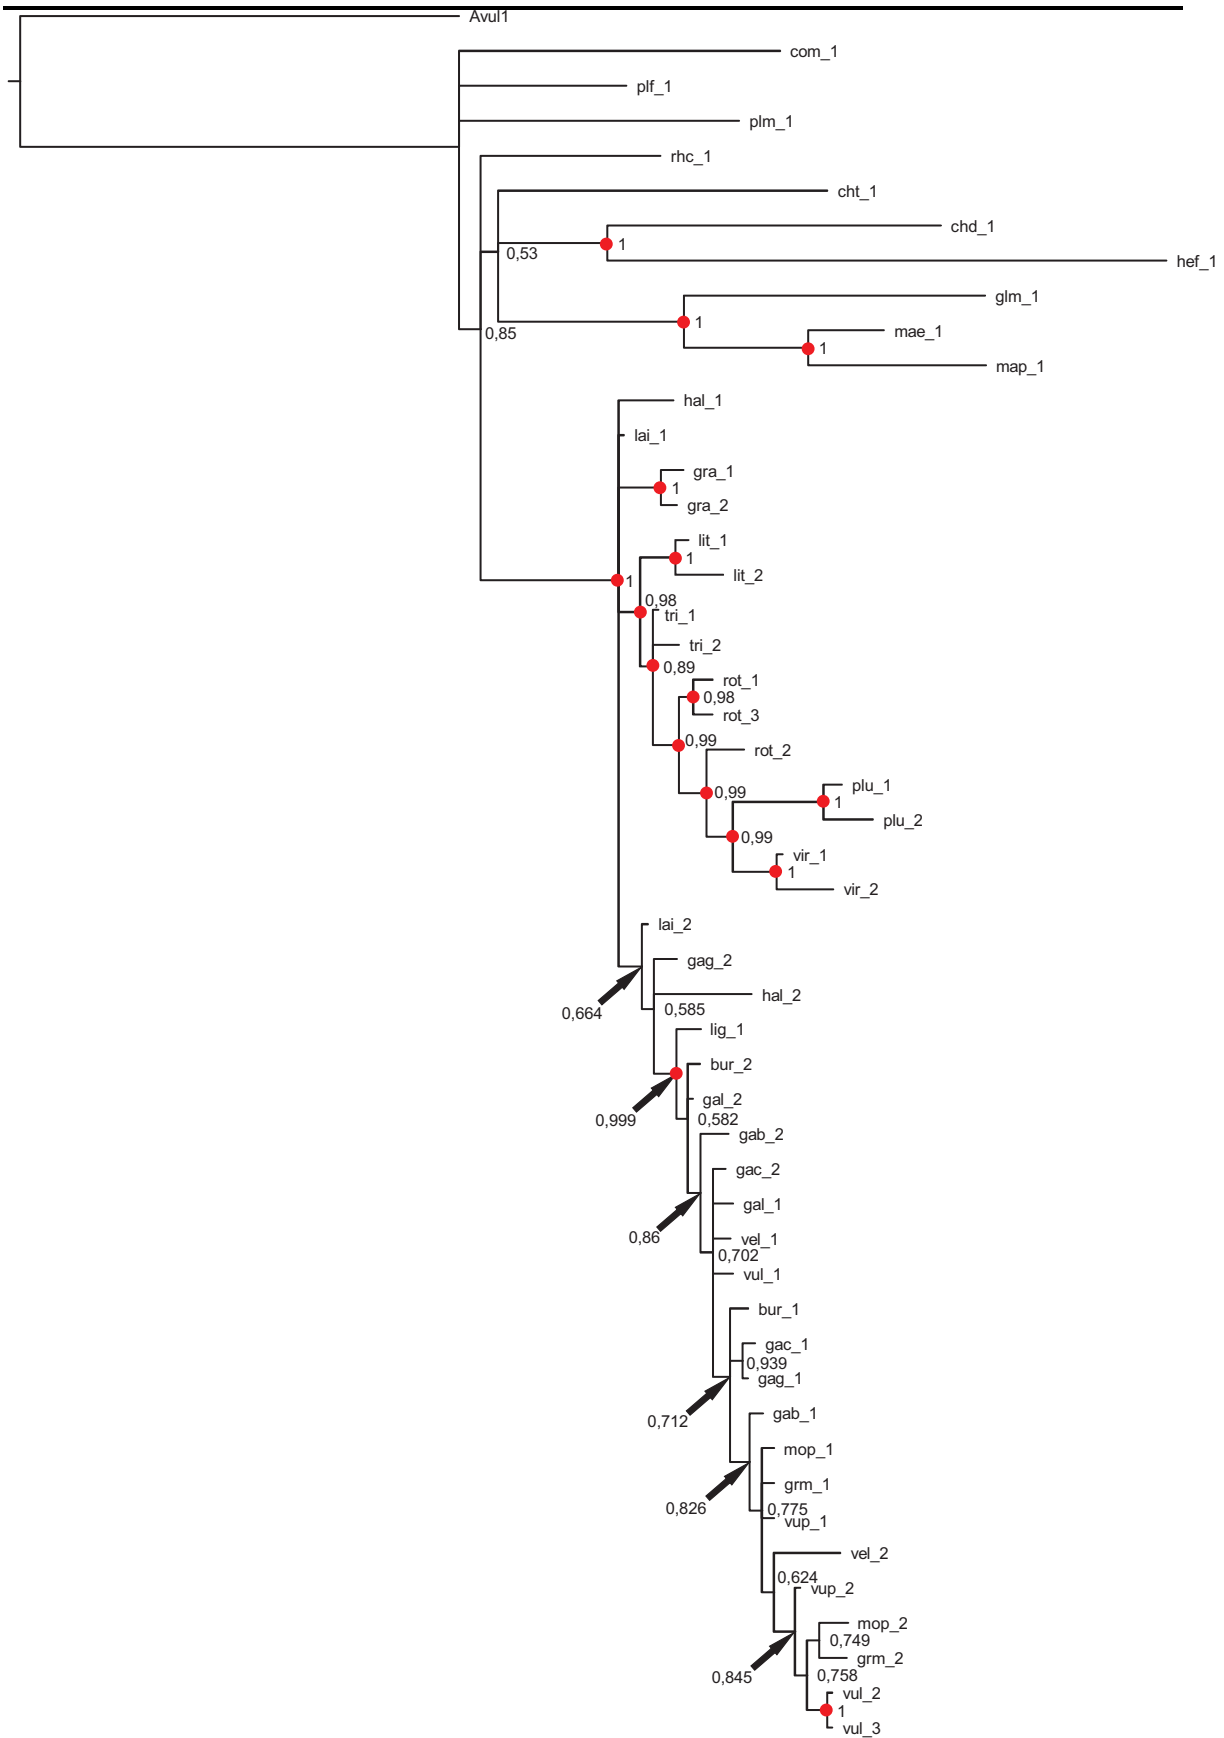 Avul1
com_1
plf_1
plm_1
rhc_1
cht_1
chd_1
0,53
1
hef_1
glm_1
1
0,85
mae_1
1
map_1
hal_1
lai_1
gra_1
1
gra_2
lit_1
1
lit_2
1
0,98
tri_1
tri_2
0,89
rot_1
0,98
rot_3
0,99
rot_2
plu_1
0,99
1
plu_2
0,99
vir_1
1
vir_2
lai_2
gag_2
hal_2
0,664
0,585
lig_1
bur_2
gal_2
0,999
0,582
gab_2
gac_2
gal_1
0,86
vel_1
0,702
vul_1
bur_1
gac_1
0,939
gag_1
gab_1
0,712
mop_1
grm_1
0,826
0,775
vup_1
vel_2
0,624
vup_2
mop_2
0,749
grm_2
0,845
0,758
vul_2
1
vul_3